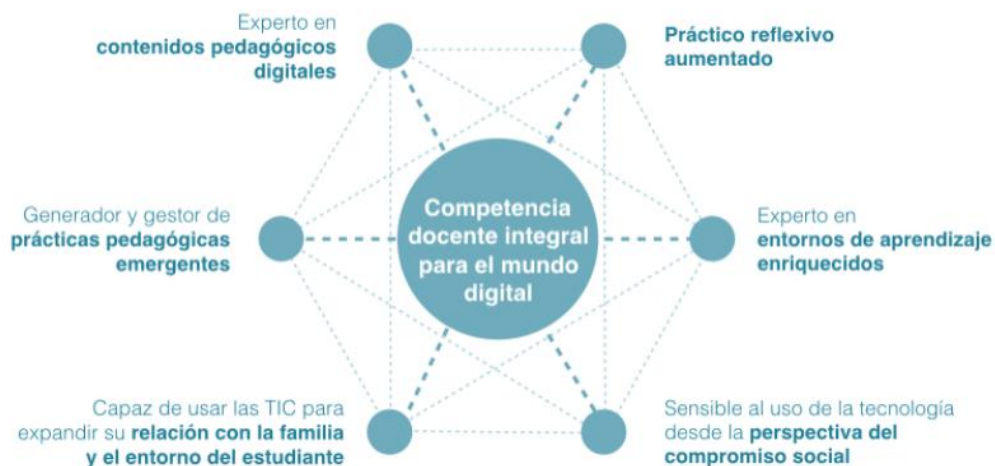 Experto en
contenidos pedagógicos
digitales
Práctico reflexivo
aumentado
Generador y gestor de
prácticas pedagógicas
emergentes
Competencia
docente integral
para el mundo
digital
Experto en
entornos de aprendizaje
enriquecidos
Capaz de usar las TIC para
expandir su relación con la familia
y el entorno del estudiante
Sensible al uso de la tecnología
desde la perspectiva del
compromiso social